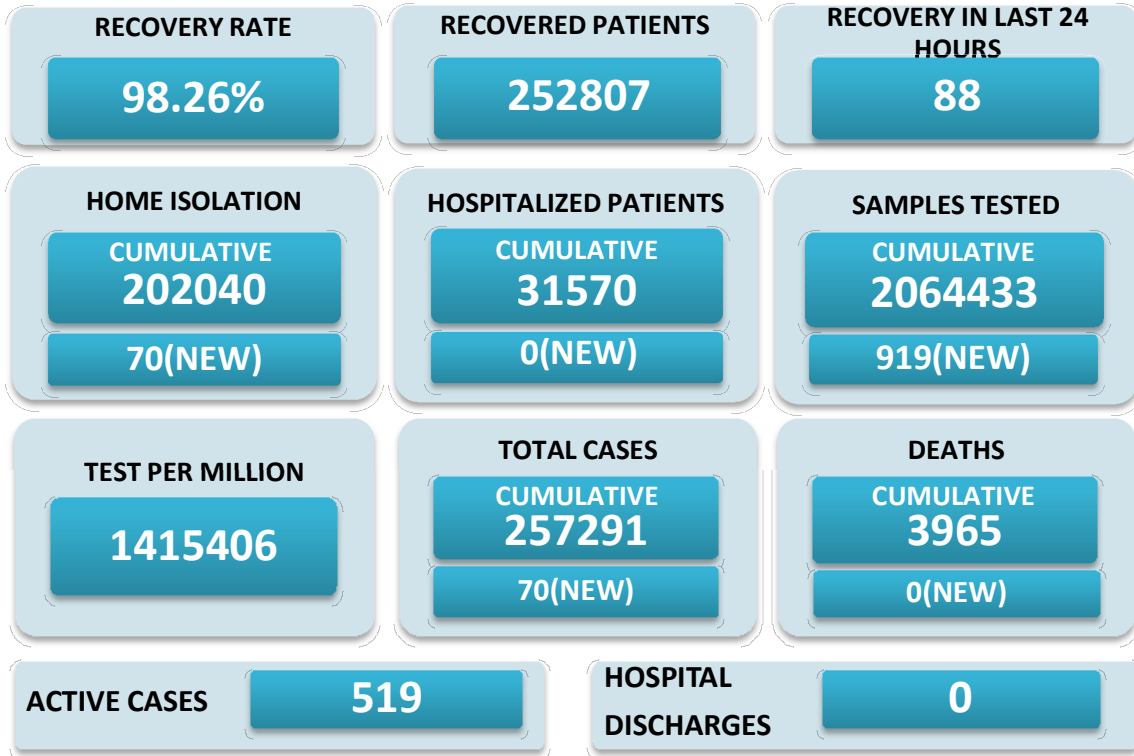 RECOVERY RATE
98.26%
RECOVERED PATIENTS
252807
RECOVERY IN LAST 24
HOURS
88
HOME ISOLATION
CUMULATIVE
202040
70(NEW)
HOSPITALIZED PATIENTS
CUMULATIVE
31570
0(NEW)
SAMPLES TESTED
CUMULATIVE
2064433
919(NEW)
TEST PER MILLION
1415406
TOTAL CASES
CUMULATIVE
257291
70(NEW)
DEATHS
CUMULATIVE
3965
0(NEW)
ACTIVE CASES
519
HOSPITAL
DISCHARGES
0